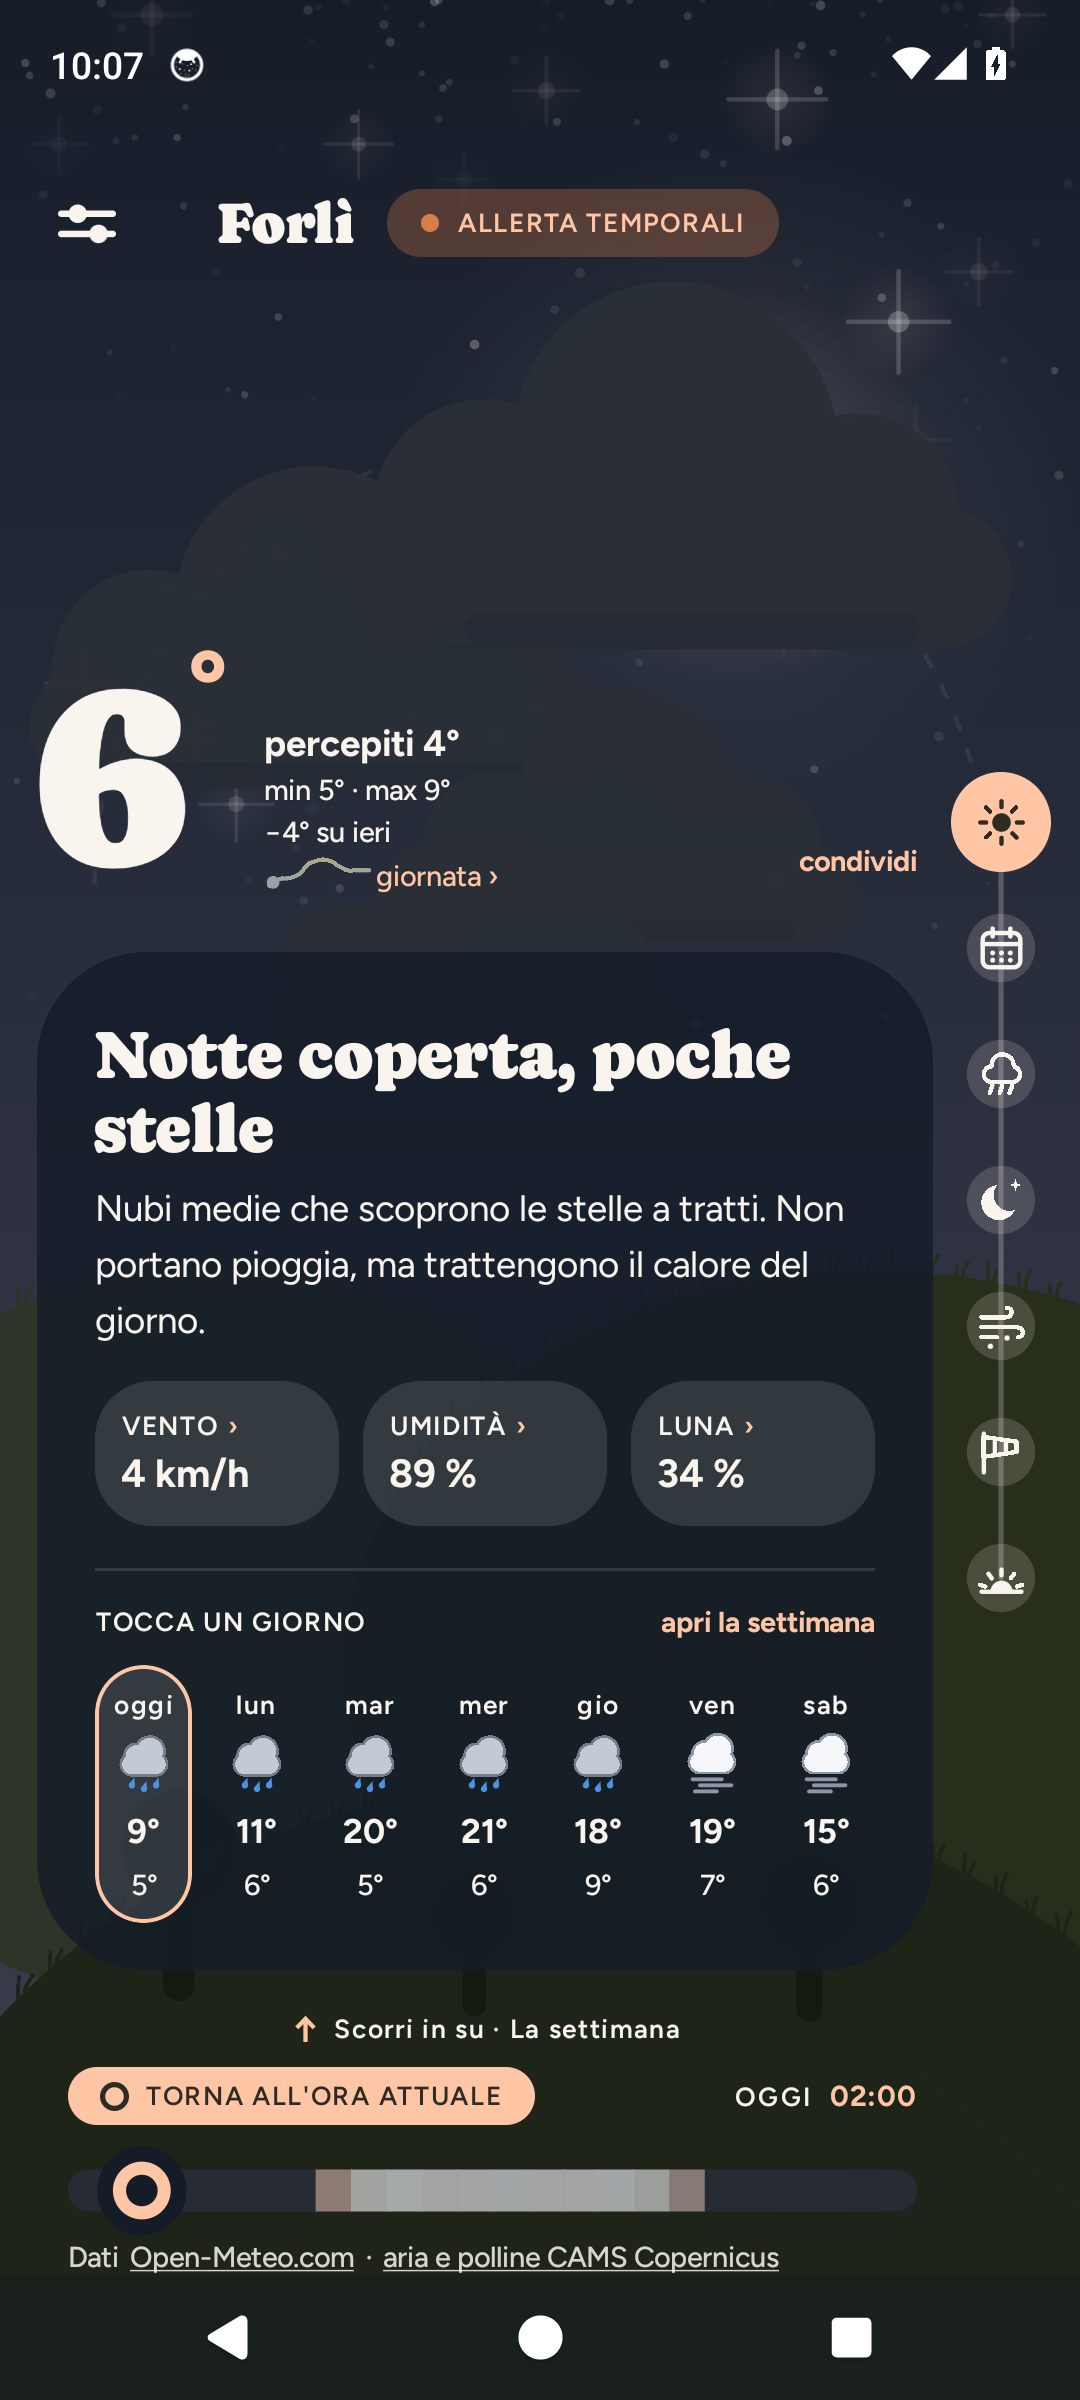 10:07
Forlì
ALLERTA TEMPORALI
6°
percepiti 4°
min 5° · max 9°
−4° su ieri
giornata ›
condividi
Notte coperta, poche
stelle
Nubi medie che scoprono le stelle a tratti. Non
portano pioggia, ma trattengono il calore del
giorno.
VENTO › UMIDITÀ › LUNA ›
4 km/h 89 % 34 %
TOCCA UN GIORNO apri la settimana
oggi lun mar mer gio ven sab
9° 11° 20° 21° 18° 19° 15°
5° 6° 5° 6° 9° 7° 6°
↑ Scorri in su · La settimana
TORNA ALL'ORA ATTUALE OGGI 02:00
Dati Open-Meteo.com · aria e polline CAMS Copernicus